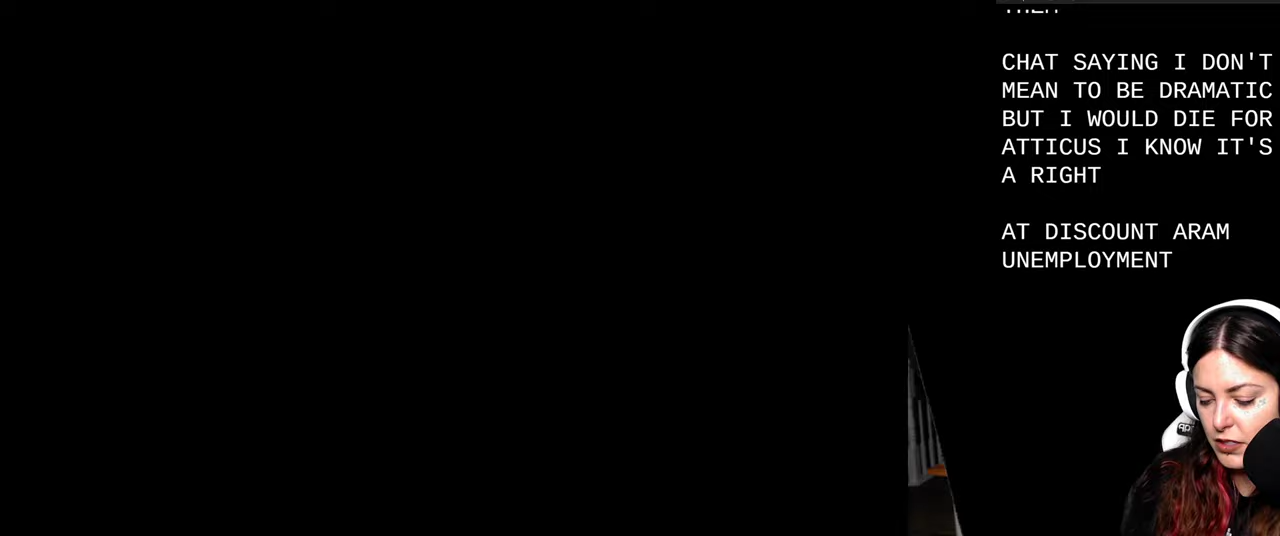 CHAT SAYING I DON'T
MEAN TO BE DRAMATIC
BUT I WOULD DIE FOR
ATTICUS I KNOW IT'S
A RIGHT
AT DISCOUNT ARAM
UNEMPLOYMENT